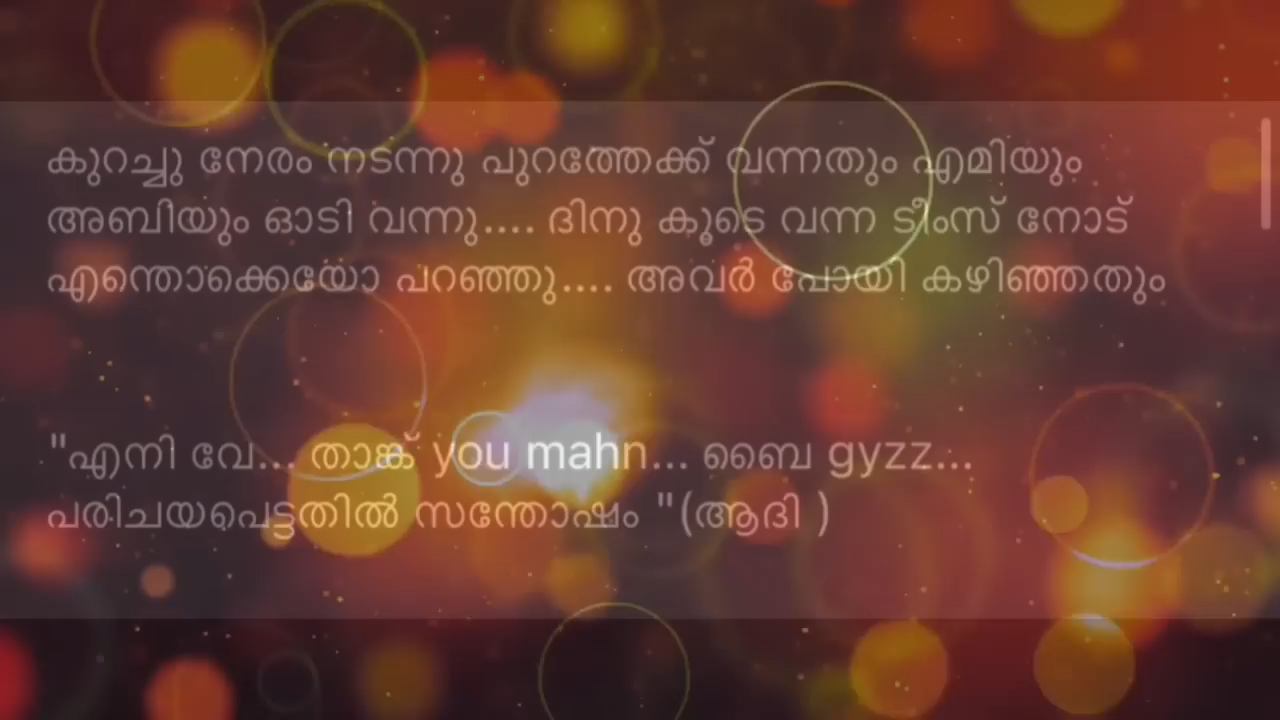 കുറച്ചു നേരം നടന്നു പുറത്തേക്ക് വന്നതും എമിയും
അബിയും ഓടി വന്നു.... ദിനു കൂടെ വന്ന ടീംസ് നോട്
എന്തൊക്കെയോ പറഞ്ഞു.... അവർ പോയി കഴിഞ്ഞതും
"എനി വേ... താങ്ക് you mahn... ബൈ gyzz...
പരിചയപെട്ടതിൽ സന്തോഷം "(ആദി )